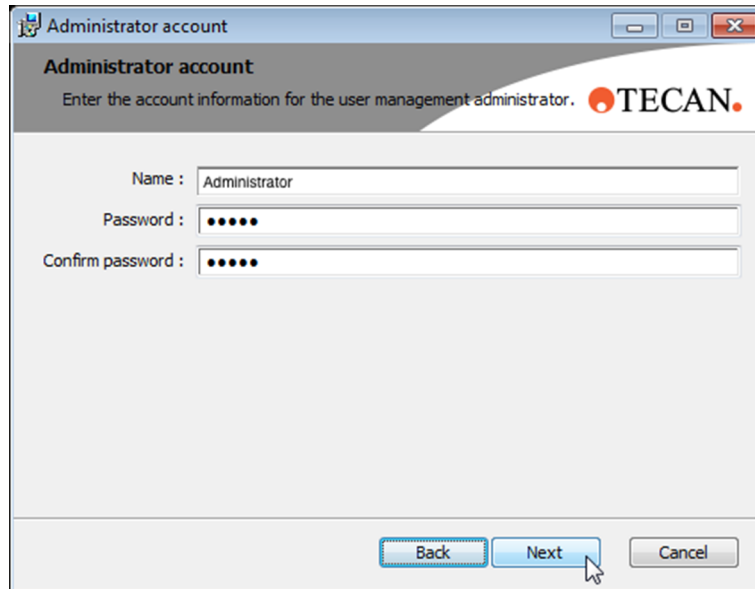 Administrator account
Administrator account
Enter the account information for the user management administrator.
TECAN.
Name :
Administrator
Password :
•••••
Confirm password :
•••••
Back
Next
Cancel